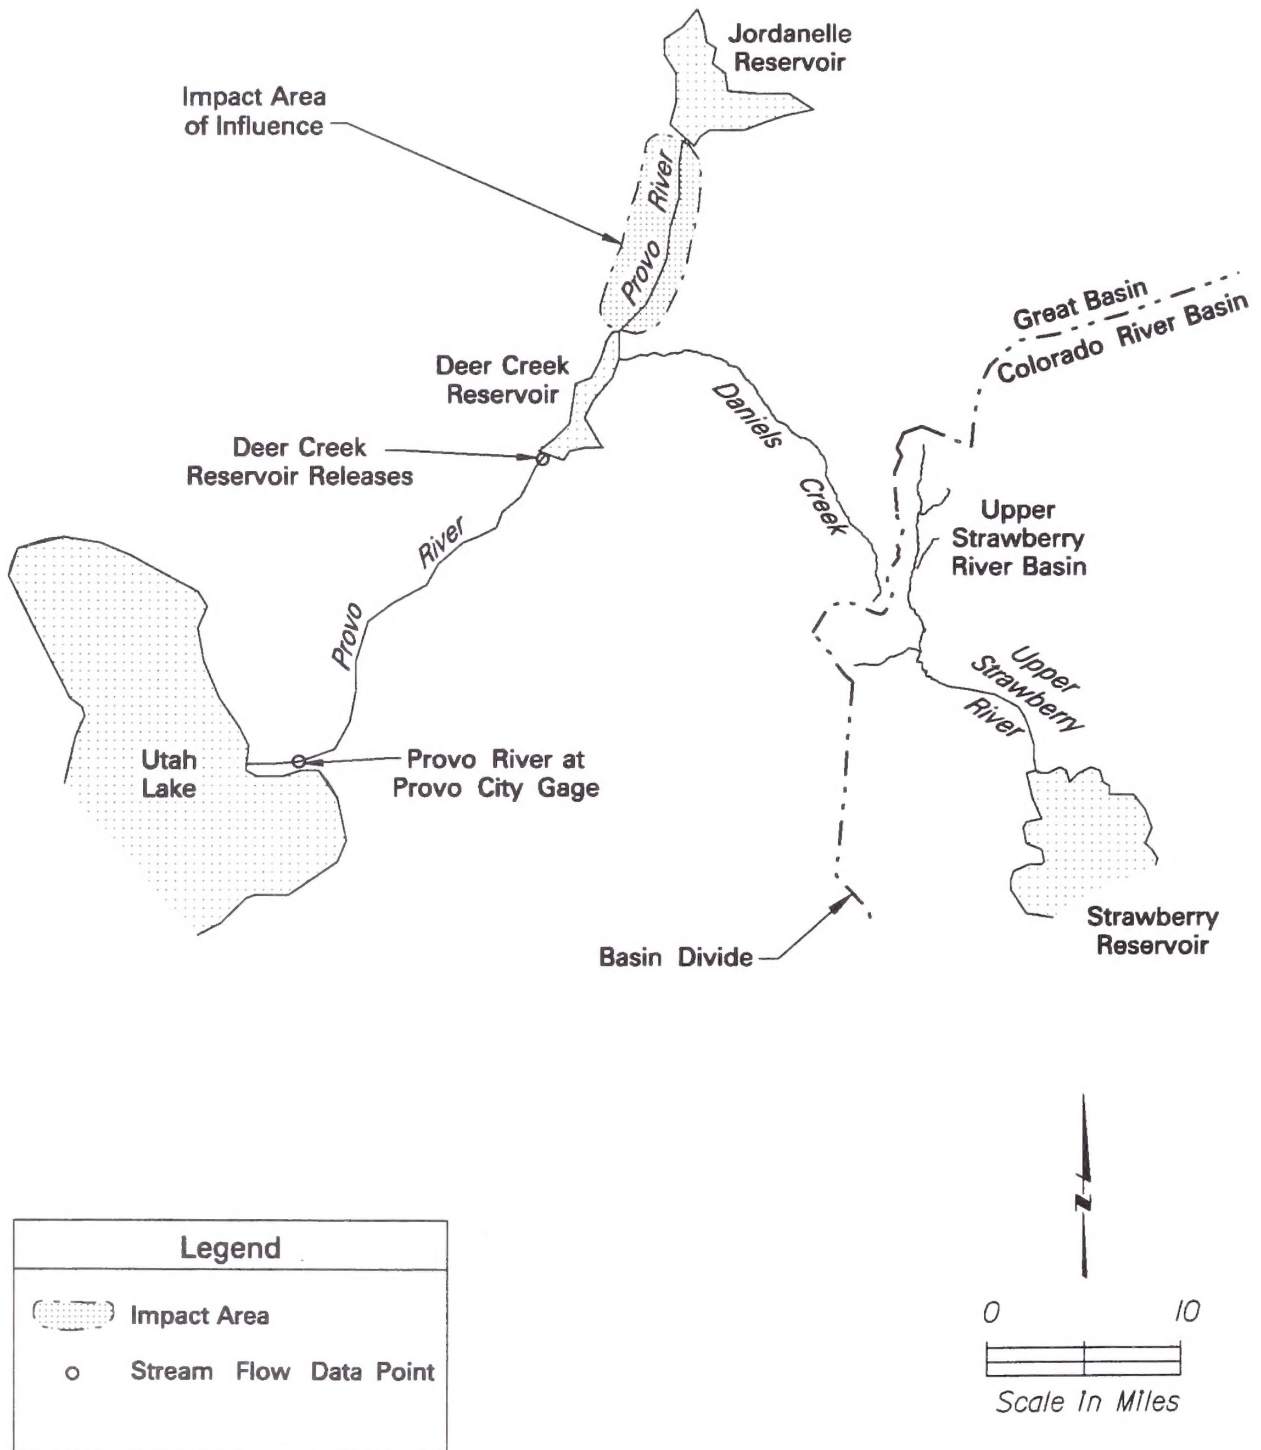 Jordanelle
Reservoir
Impact Area
of Influence
Provo River
Great Basin
Colorado River Basin
Deer Creek
Reservoir
Daniels
Creek
Deer Creek
Reservoir Releases
Upper
Strawberry
River Basin
Provo River
Upper
Strawberry
River
Utah
Lake
Provo River at
Provo City Gage
Strawberry
Reservoir
Basin Divide
N
Legend
Impact Area
Stream Flow Data Point
0 10
Scale in Miles